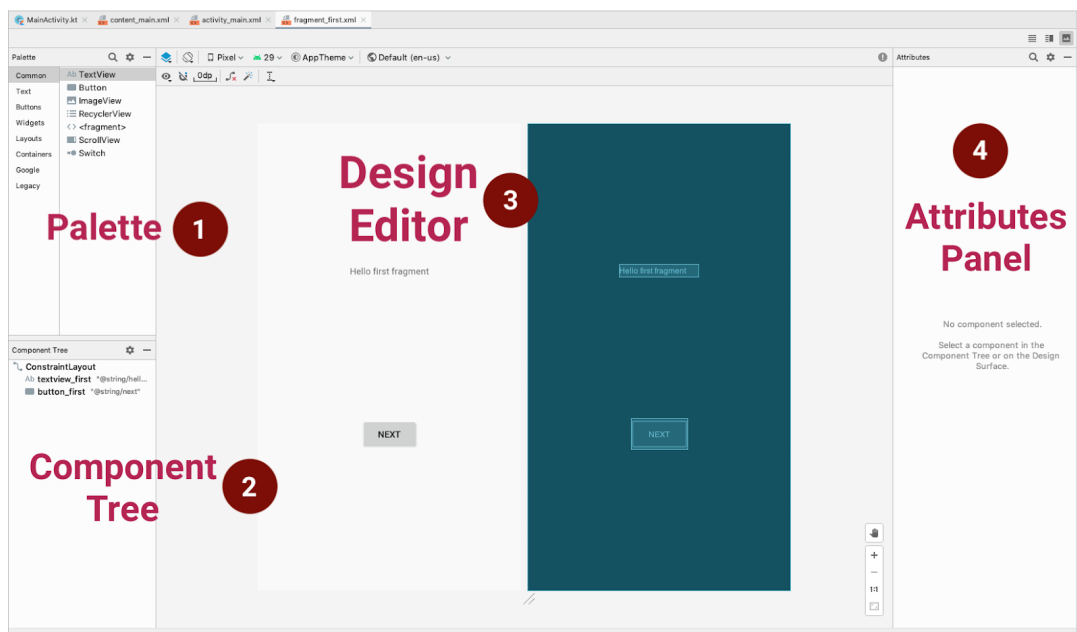 MainActivity.kt content_main.xml activity_main.xml fragment_first.xml
Palette
Pixel 29 AppTheme Default (en-us)
Attributes
Common
Text
Buttons
Widgets
Layouts
Containers
Google
Legacy
Ab TextView
Button
ImageView
RecyclerView
<fragment>
ScrollView
Switch
0dp
Palette 1
Design
Editor
3
4
Attributes
Panel
Hello first fragment
Hello first fragment
No component selected.
Select a component in the
Component Tree or on the Design
Surface.
Component Tree
ConstraintLayout
Ab textview_first "@string/hell...
button_first "@string/next"
NEXT
NEXT
Component
Tree
2
1:1